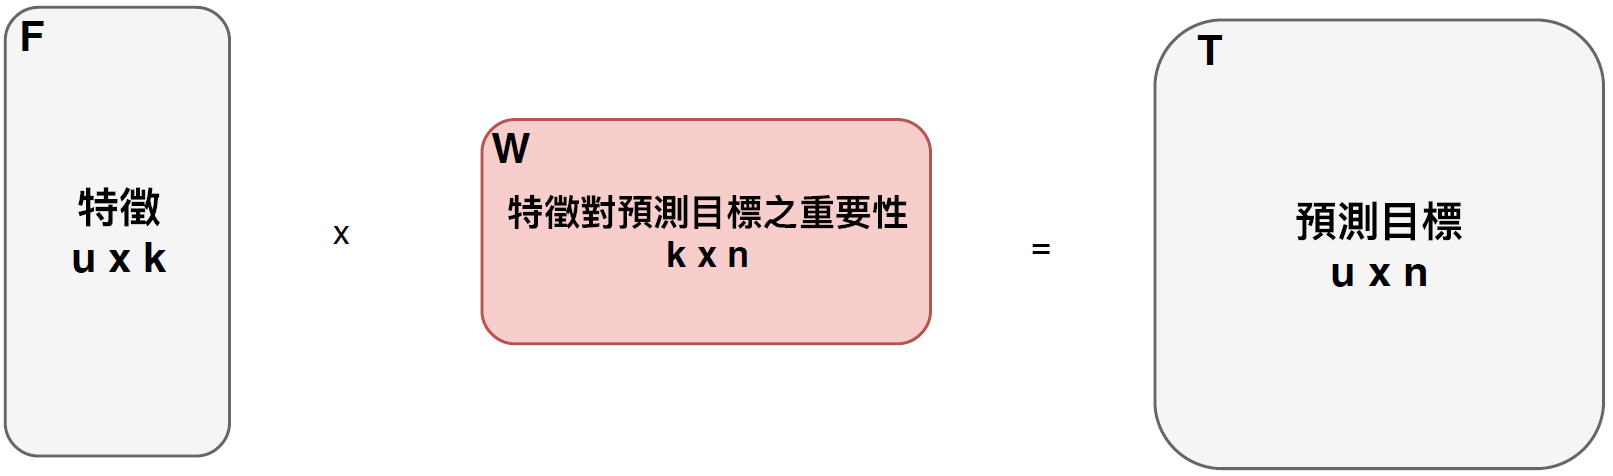 F
特徵
u x k
x
W
特徵對預測目標之重要性
k x n
=
T
預測目標
u x n